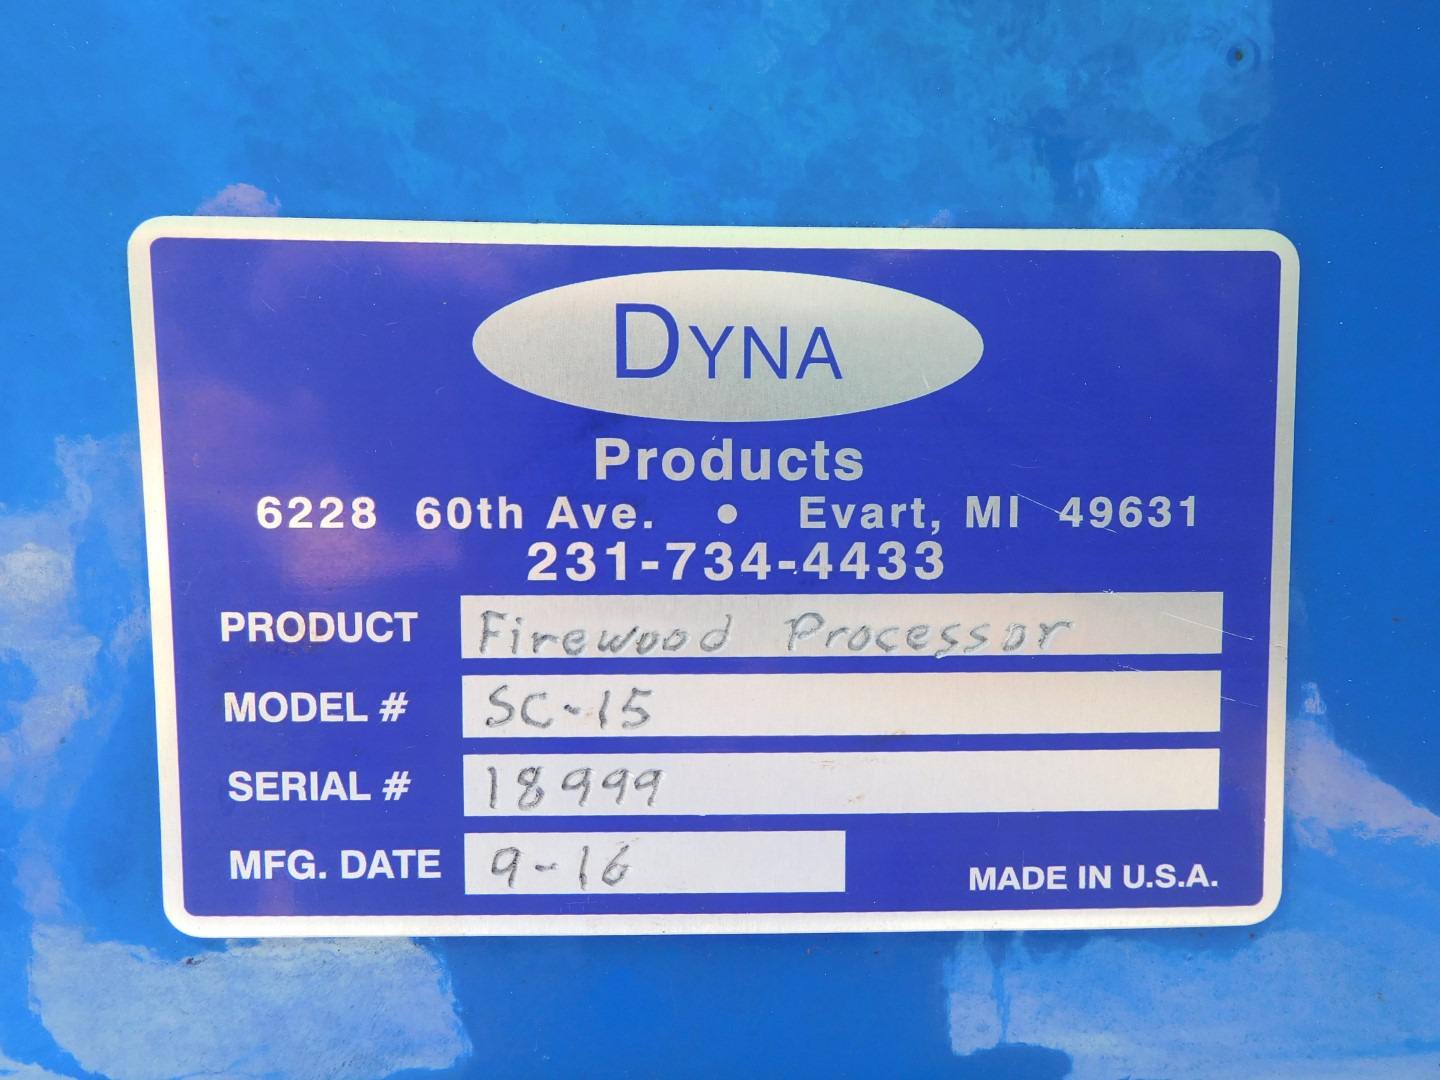 DYNA
Products
6228 60th Ave. • Evart, MI 49631
231-734-4433
PRODUCT Firewood Processor
MODEL # SC-15
SERIAL # 18999
MFG. DATE 9-16
MADE IN U.S.A.